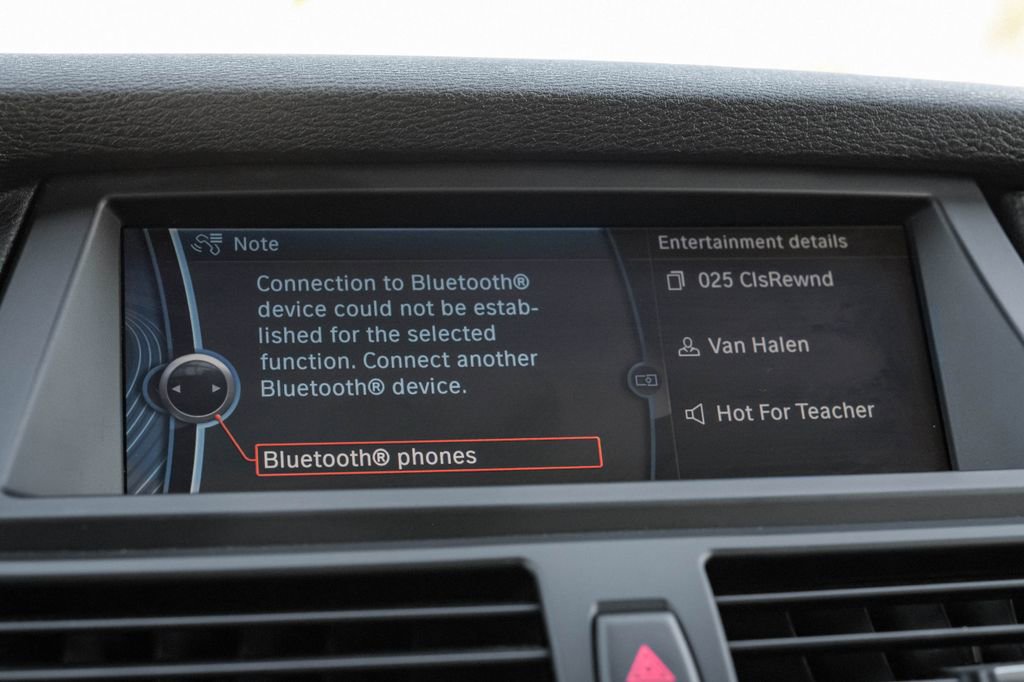 Note
Connection to Bluetooth®
device could not be estab-
lished for the selected
function. Connect another
Bluetooth® device.
Bluetooth® phones
Entertainment details
025 ClsRewnd
Van Halen
Hot For Teacher